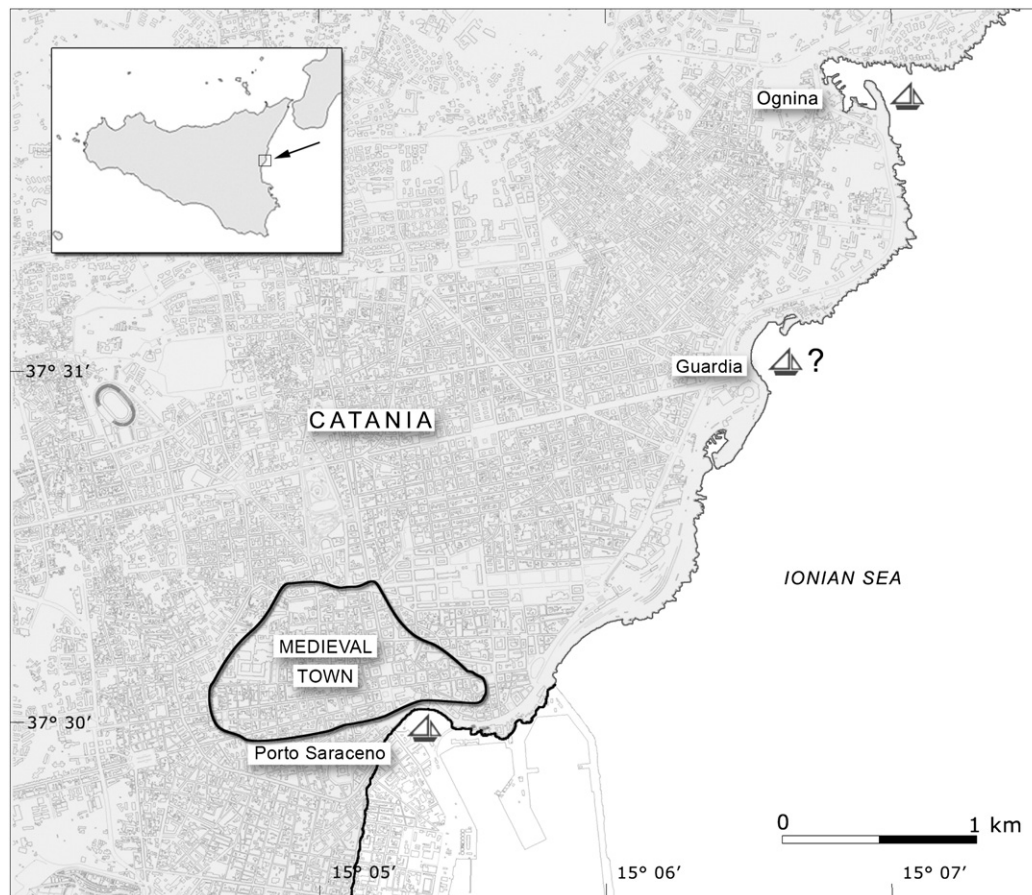 Ognina
Guardia
?
37° 31'
CATANIA
IONIAN SEA
MEDIEVAL
TOWN
37° 30'
Porto Saraceno
0 1 km
15° 05' 15° 06' 15° 07'